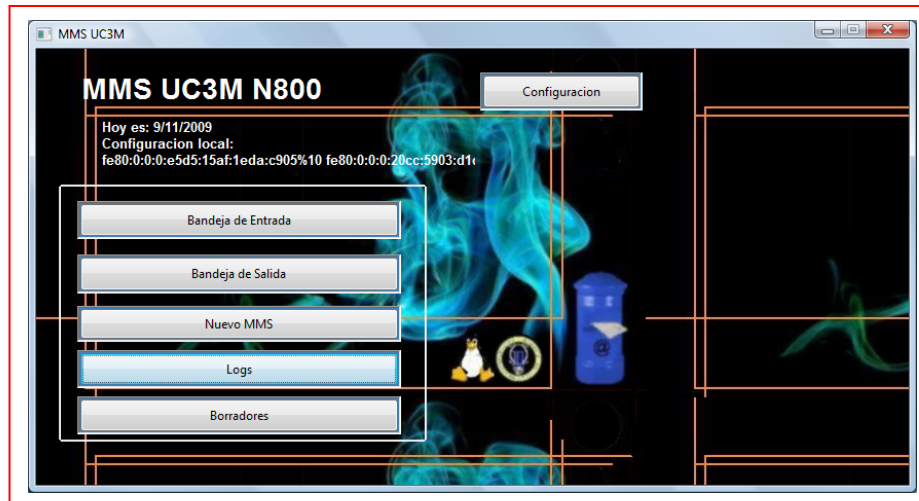 MMS UC3M
MMS UC3M N800
Configuracion
Hoy es: 9/11/2009
Configuracion local:
fe80:0:0:0:e5d5:15af:1eda:c905%10 fe80:0:0:0:20cc:5903:d1
Bandeja de Entrada
Bandeja de Salida
Nuevo MMS
Logs
Borradores
@